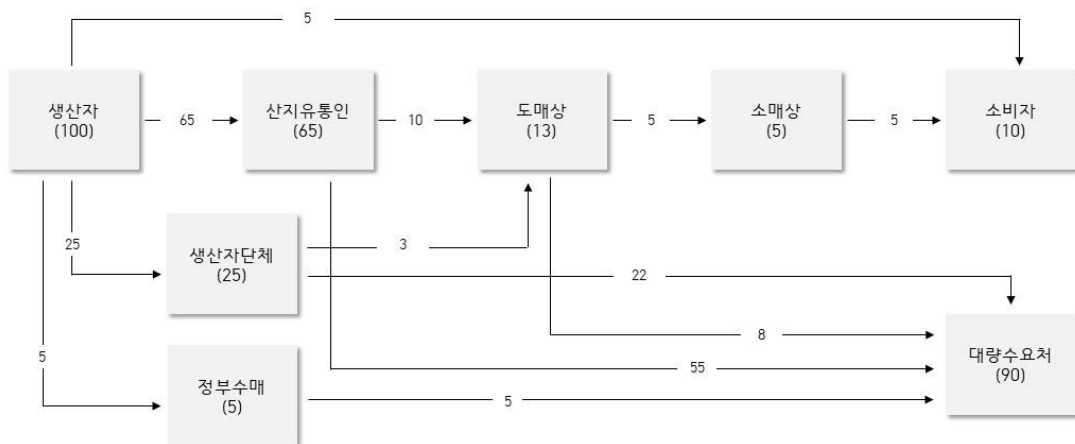 5
생산자
(100)
65
산지유통인
(65)
10
도매상
(13)
5
소매상
(5)
5
소비자
(10)
25
생산자단체
(25)
3
22
8
대량수요처
(90)
5
정부수매
(5)
55
5